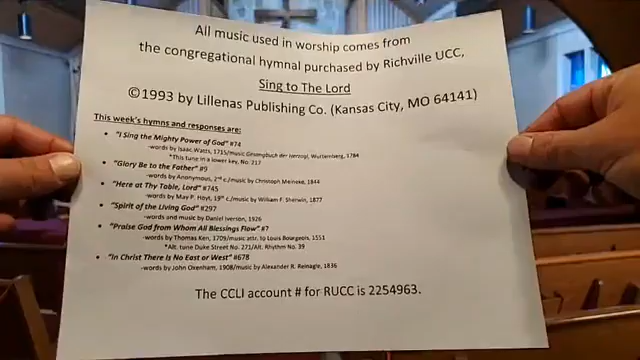 All music used in worship comes from
the congregational hymnal purchased by Richville UCC,
Sing to The Lord
©1993 by Lillenas Publishing Co. (Kansas City, MO 64141)
This week's hymns and responses are:
• "I Sing the Mighty Power of God" #74
-words by Isaac Watts, 1715/music Gesangbuch der Herzogl, Wurttemberg, 1784
*This tune in a lower key, No. 217
• "Glory Be to the Father" #9
-words by Anonymous, 2nd c./music by Christoph Meineke, 1844
• "Here at Thy Table, Lord" #745
-words by May P. Hoyt, 19th c./music by William F. Sherwin, 1877
• "Spirit of the Living God" #297
-words and music by Daniel Iverson, 1926
• "Praise God from Whom All Blessings Flow" #7
-words by Thomas Ken, 1709/music attr. to Louis Bourgeois, 1551
*Alt. tune Duke Street No. 271/Alt. Rhythm No. 39
• "In Christ There Is No East or West" #678
-words by John Oxenham, 1908/music by Alexander R. Reinagle, 1836
The CCLI account # for RUCC is 2254963.